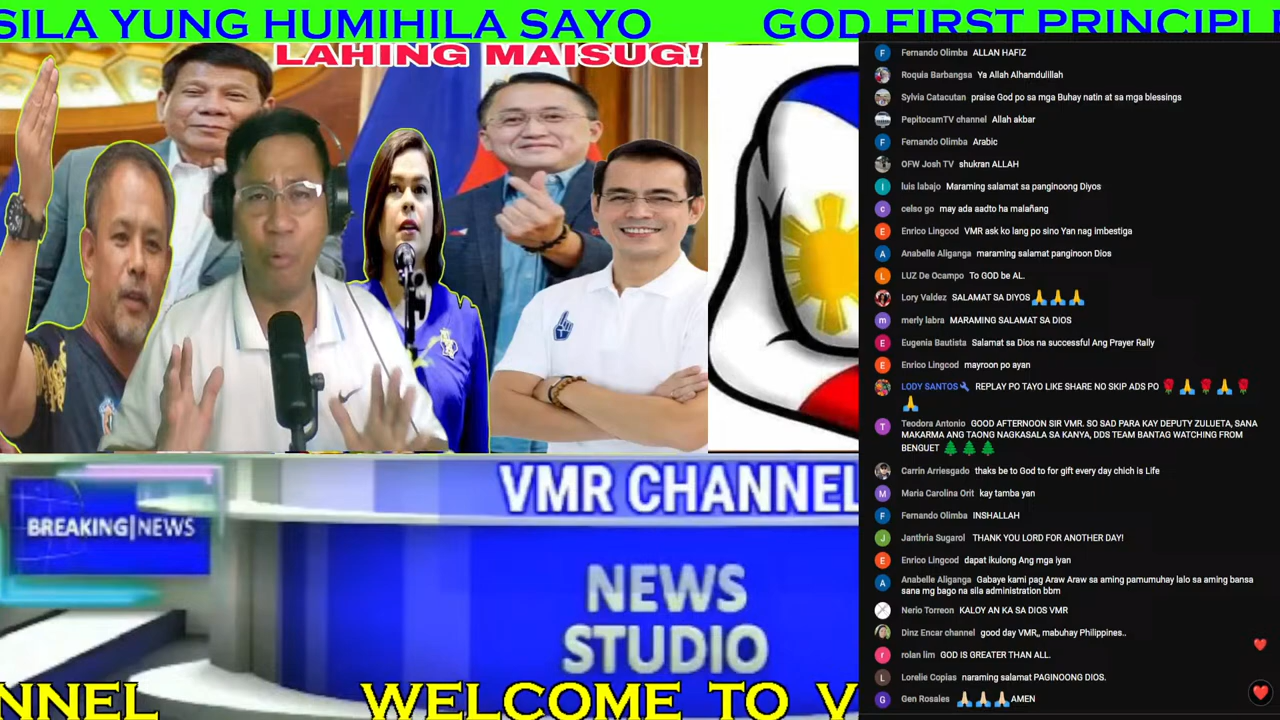 SILA YUNG HUMIHILA SAYO GOD FIRST PRINCIPL
LAHING MAISUG!
VMR CHANNEL
BREAKING|NEWS
NEWS
STUDIO
NNEL WELCOME TO V
Fernando Olimba ALLAN HAFIZ
Roquia Barbangsa Ya Allah Alhamdulillah
Sylvia Catacutan praise God po sa mga Buhay natin at sa mga blessings
PepitocamTV channel Allah akbar
Fernando Olimba Arabic
OFW Josh TV shukran ALLAH
luis labajo Maraming salamat sa panginoong Diyos
celso go may ada aadto ha malañang
Enrico Lingcod VMR ask ko lang po sino Yan nag imbestiga
Anabelle Aliganga maraming salamat panginoon Dios
LUZ De Ocampo To GOD be AL.
Lory Valdez SALAMAT SA DIYOS 🙏🙏🙏
merly labra MARAMING SALAMAT SA DIOS
Eugenia Bautista Salamat sa Dios na successful Ang Prayer Rally
Enrico Lingcod mayroon po ayan
LODY SANTOS🔧 REPLAY PO TAYO LIKE SHARE NO SKIP ADS PO 🌹🙏🌹🙏🌹
🙏
Teodora Antonio GOOD AFTERNOON SIR VMR. SO SAD PARA KAY DEPUTY ZULUETA, SANA
MAKARMA ANG TAONG NAGKASALA SA KANYA, DDS TEAM BANTAG WATCHING FROM
BENGUET 🌲🌲🌲
Carrin Arriesgado thaks be to God to for gift every day chich is Life
Maria Carolina Orit kay tamba yan
Fernando Olimba INSHALLAH
Janthria Sugarol THANK YOU LORD FOR ANOTHER DAY!
Enrico Lingcod dapat ikulong Ang mga iyan
Anabelle Aliganga Gabaye kami pag Araw Araw sa aming pamumuhay lalo sa aming bansa
sana mg bago na sila administration bbm
Nerio Torreon KALOY AN KA SA DIOS VMR
Dinz Encar channel good day VMR,, mabuhay Philippines..
rolan lim GOD IS GREATER THAN ALL.
Lorelie Copias naraming salamat PAGINOONG DIOS.
Gen Rosales 🙏🙏🙏AMEN